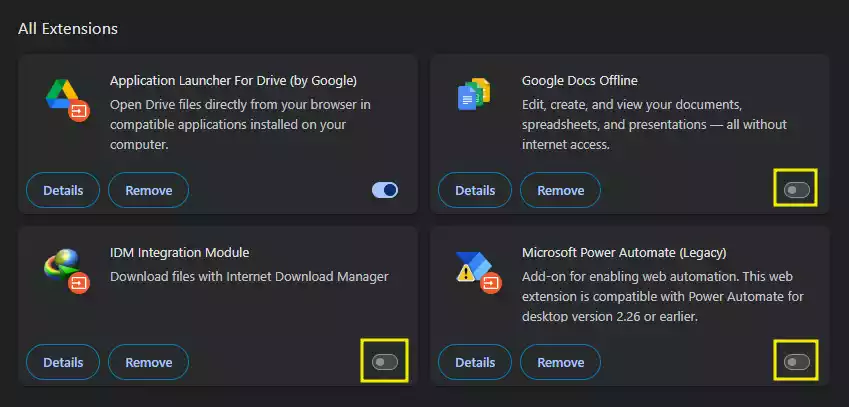 All Extensions
Application Launcher For Drive (by Google)
Open Drive files directly from your browser in
compatible applications installed on your
computer.
Details
Remove
Google Docs Offline
Edit, create, and view your documents,
spreadsheets, and presentations — all without
internet access.
Details
Remove
IDM Integration Module
Download files with Internet Download Manager
Details
Remove
Microsoft Power Automate (Legacy)
Add-on for enabling web automation. This web
extension is compatible with Power Automate for
desktop version 2.26 or earlier.
Details
Remove